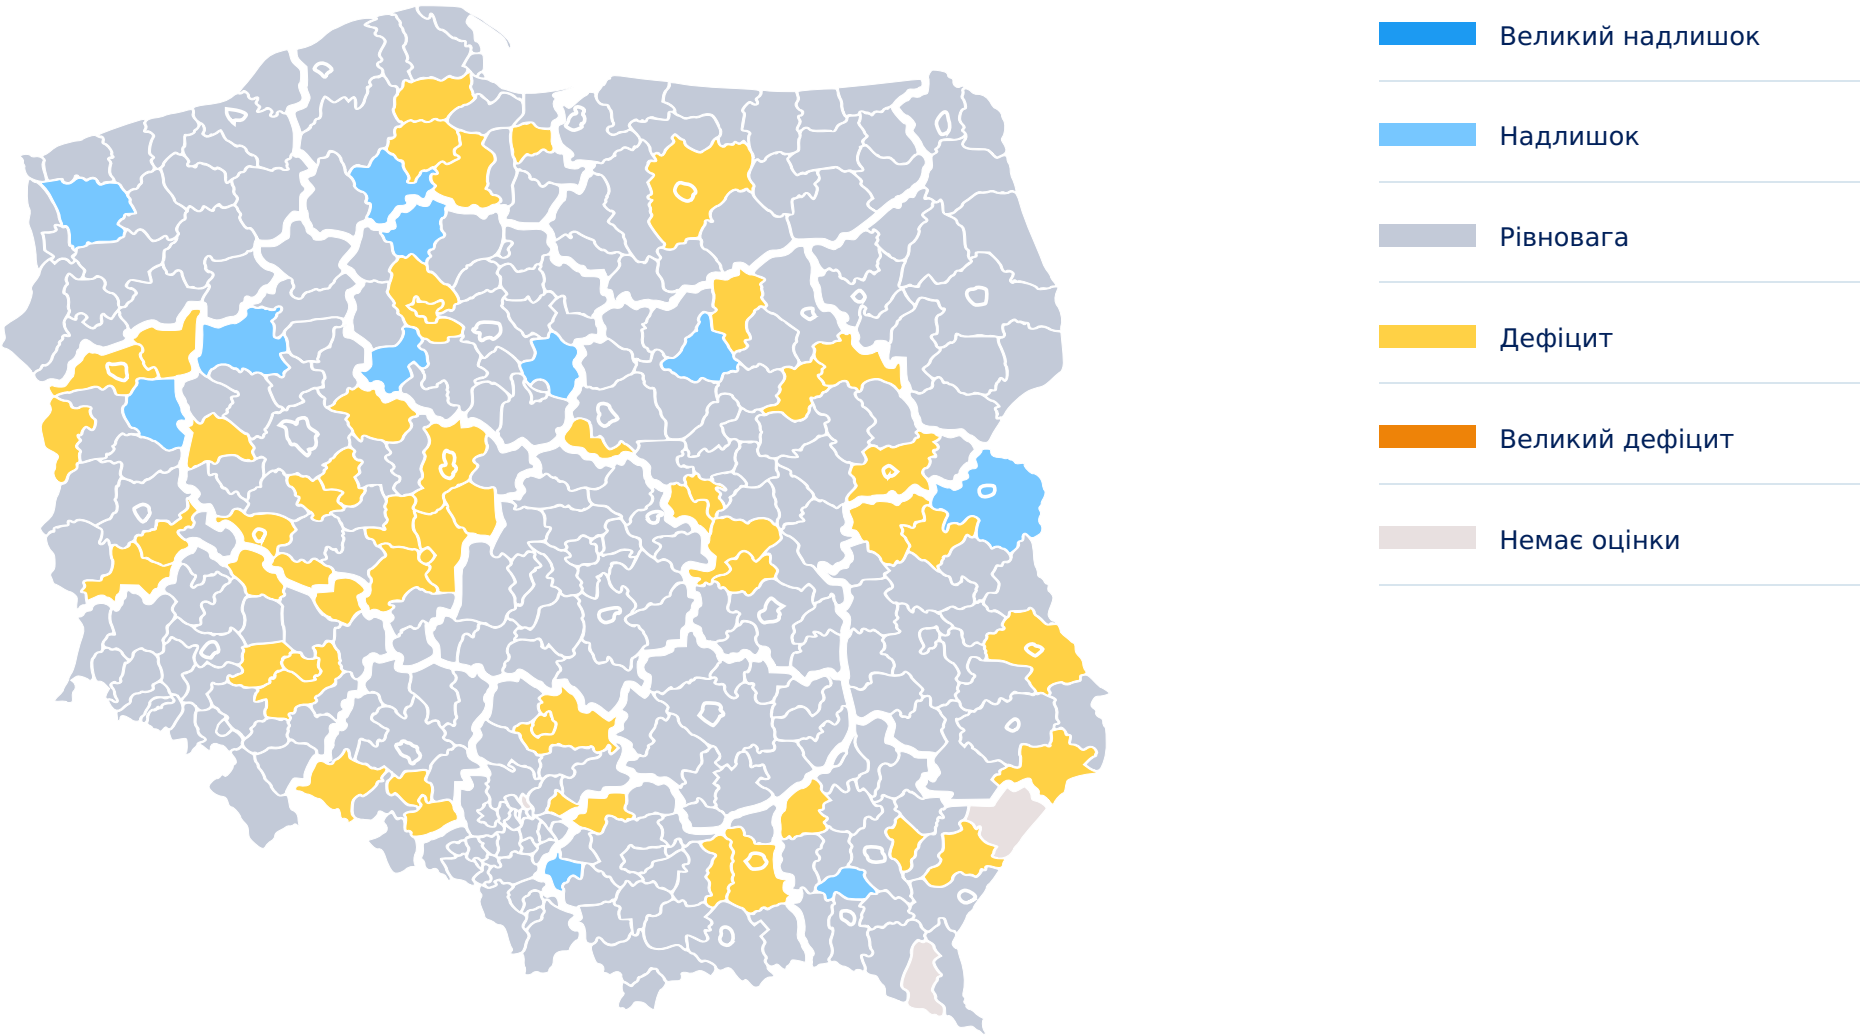 Великий надлишок
Надлишок
Рівновага
Дефіцит
Великий дефіцит
Немає оцінки